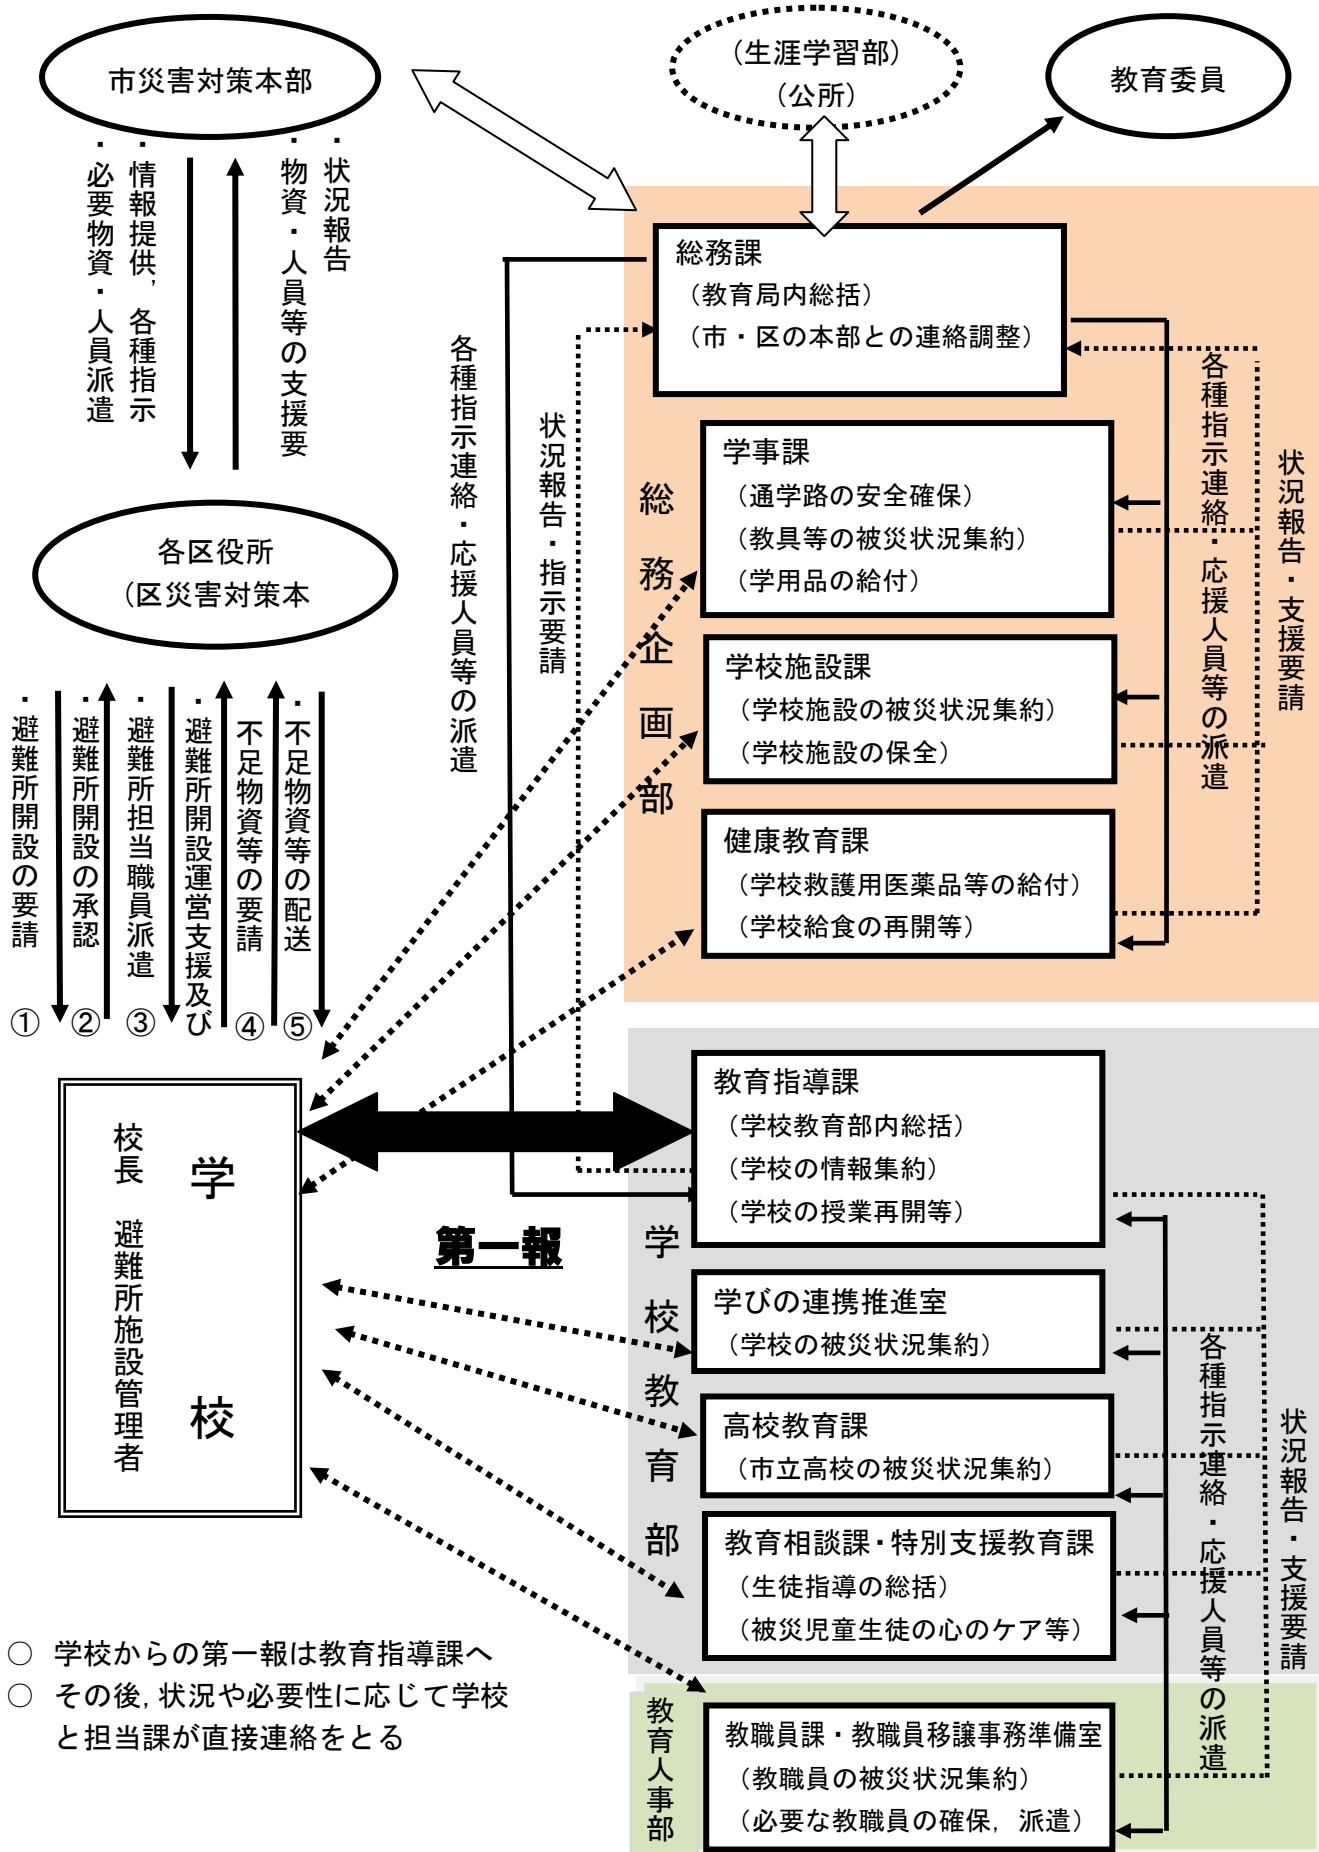 市災害対策本部
(生涯学習部)
(公所)
教育委員
・状況報告
・物資・人員等の支援要
・情報提供，各種指示
・必要物資・人員派遣
各区役所
(区災害対策本
・避難所開設の要請
①
・避難所開設の承認
②
・避難所担当職員派遣
③
・避難所開設運営支援及び
不足物資等の要請
④
・不足物資等の配送
⑤
学校
校長　避難所施設管理者
第一報
各種指示連絡・応援人員等の派遣
状況報告・指示要請
総務企画部
総務課
（教育局内総括）
（市・区の本部との連絡調整）
学事課
（通学路の安全確保）
（教具等の被災状況集約）
（学用品の給付）
学校施設課
（学校施設の被災状況集約）
（学校施設の保全）
健康教育課
（学校救護用医薬品等の給付）
（学校給食の再開等）
各種指示連絡・応援人員等の派遣
状況報告・支援要請
学校教育部
教育指導課
（学校教育部内総括）
（学校の情報集約）
（学校の授業再開等）
学びの連携推進室
（学校の被災状況集約）
高校教育課
（市立高校の被災状況集約）
教育相談課・特別支援教育課
（生徒指導の総括）
（被災児童生徒の心のケア等）
教育人事部
教職員課・教職員移譲事務準備室
（教職員の被災状況集約）
（必要な教職員の確保，派遣）
各種指示連絡・応援人員等の派遣
状況報告・支援要請
○　学校からの第一報は教育指導課へ
○　その後，状況や必要性に応じて学校
と担当課が直接連絡をとる